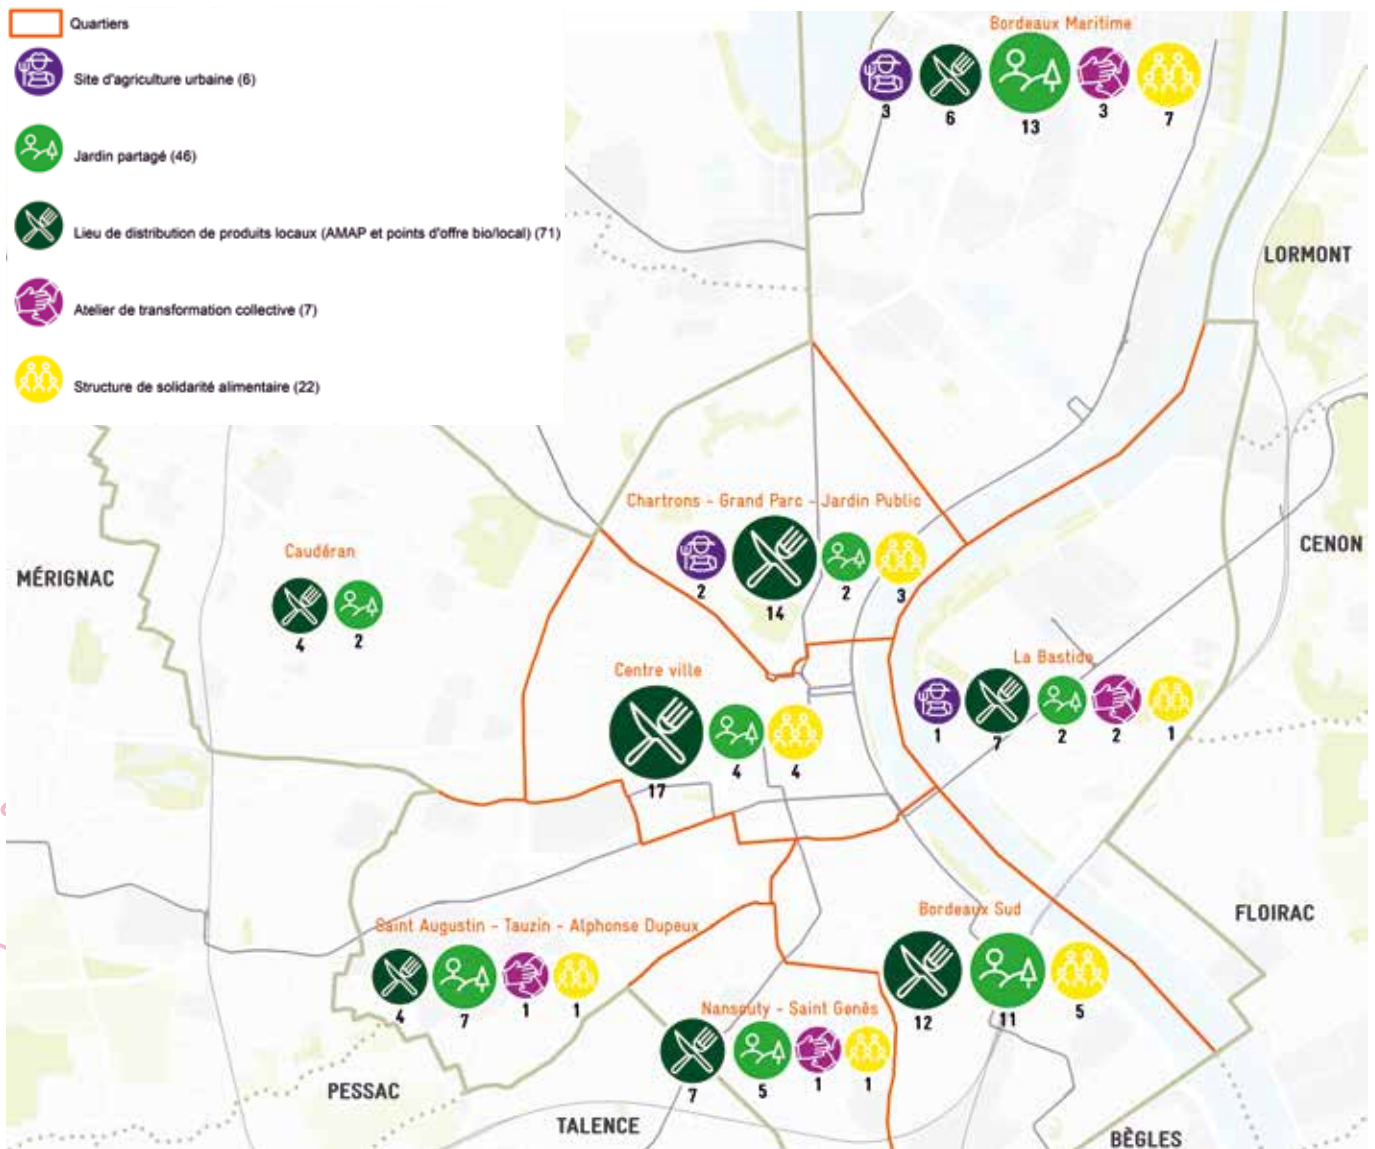 Quartiers
Site d'agriculture urbaine (6)
Jardin partagé (46)
Lieu de distribution de produits locaux (AMAP et points d'offre bio/local) (71)
Atelier de transformation collective (7)
Structure de solidarité alimentaire (22)
Bordeaux Maritime
3 6 13 3 7
LORMONT
Chartrons - Grand Parc - Jardin Public
2 14 2 3
CENON
Caudéran
4 2
MÉRIGNAC
Centre ville
17 4 4
La Bastide
1 7 2 2 1
FLOIRAC
Saint Augustin - Tauzin - Alphonse Dupeux
4 7 1 1
Bordeaux Sud
12 11 5
Nansouty - Saint Genès
7 5 1 1
PESSAC
TALENCE
BÈGLES